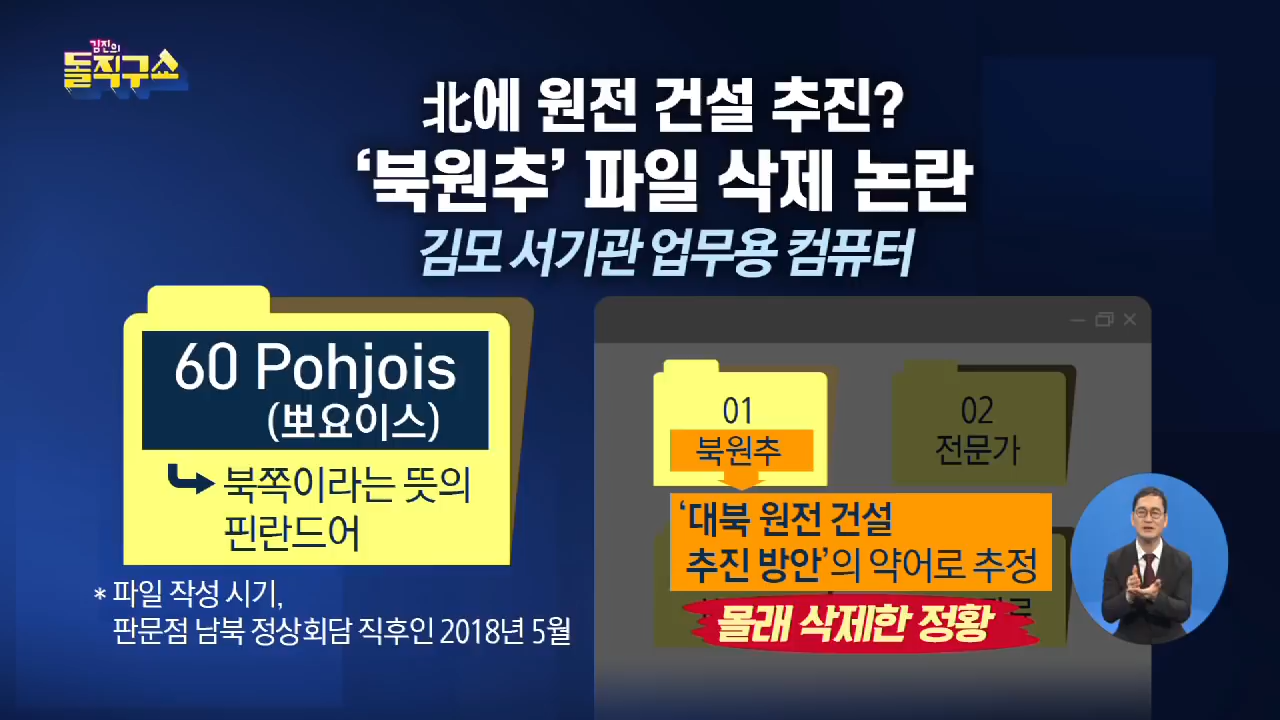 김진의
돌직구쇼
北에 원전 건설 추진?
‘북원추’ 파일 삭제 논란
김모 서기관 업무용 컴퓨터
60 Pohjois
(뽀요이스)
북쪽이라는 뜻의
핀란드어
* 파일 작성 시기,
판문점 남북 정상회담 직후인 2018년 5월
01
북원추
02
전문가
‘대북 원전 건설
추진 방안’의 약어로 추정
몰래 삭제한 정황